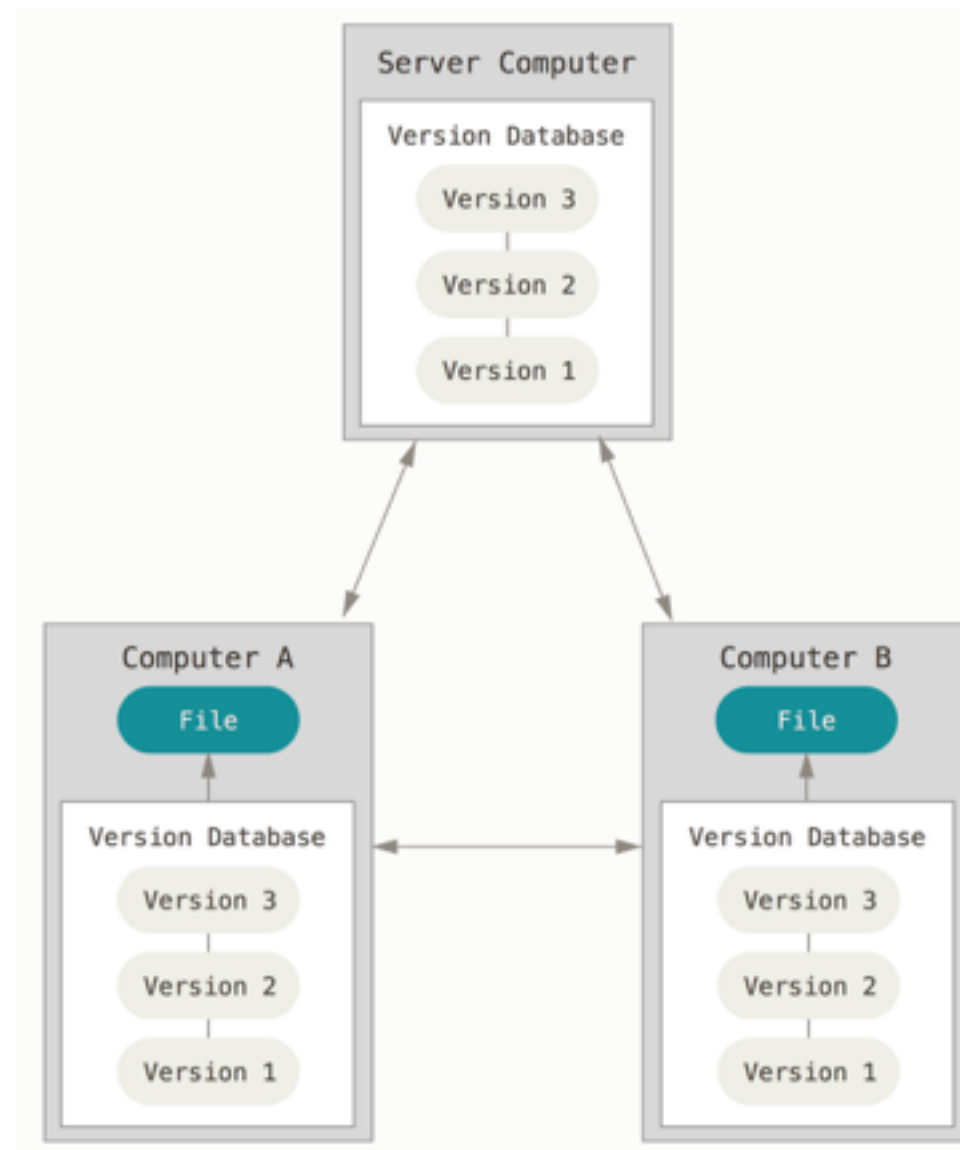 Server Computer
Version Database
Version 3
Version 2
Version 1
Computer A
File
Version Database
Version 3
Version 2
Version 1
Computer B
File
Version Database
Version 3
Version 2
Version 1